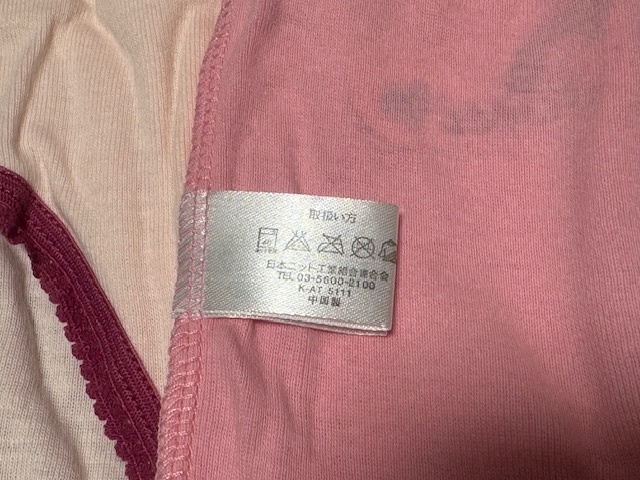 取扱い方
40
日本ニット工業組合連合会
TEL 03-5600-2100
K-AT 5111
中国製